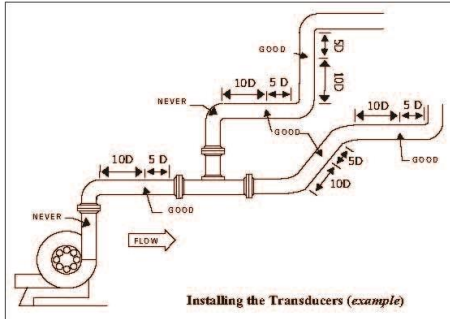 5D
GOOD
10D
10D 5 D
10D 5 D
NEVER
GOOD
5D
10D
10D 5 D
GOOD
NEVER
GOOD
FLOW
Installing the Transducers (example)